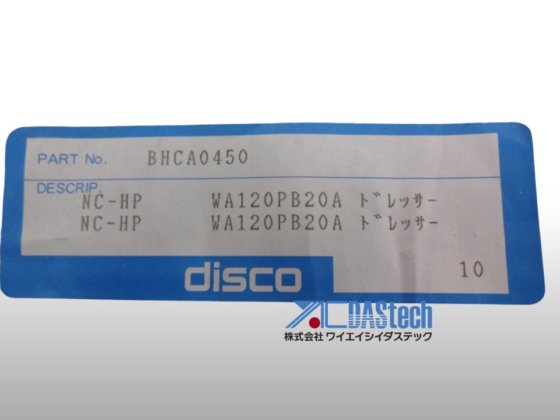 PART No. BHCA0450
DESCRIP.
NC-HP WA120PB20A ドレッサー
NC-HP WA120PB20A ドレッサー
disco 10
DAStech
株式会社 ワイエイシイダステック